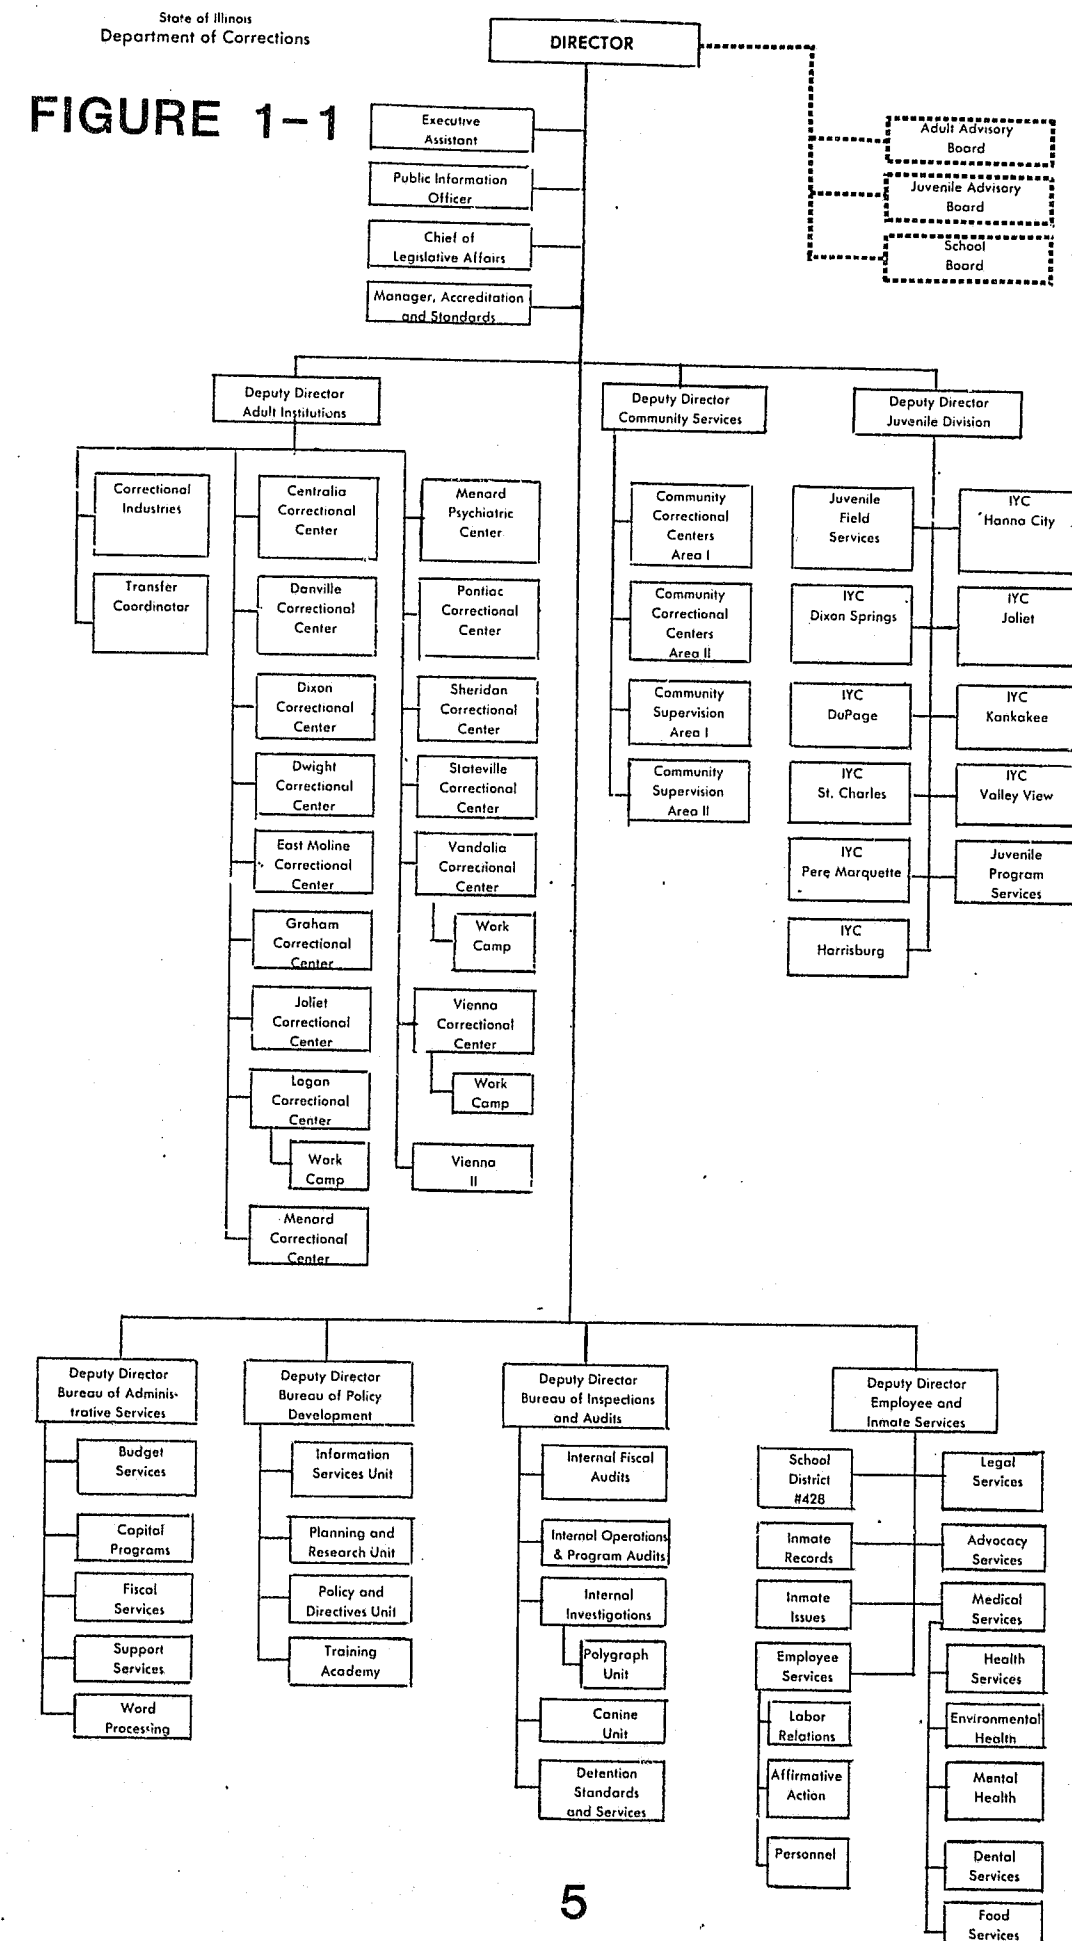 State of Illinois
Department of Corrections
DIRECTOR
FIGURE 1-1
Executive
Assistant
Public Information
Officer
Chief of
Legislative Affairs
Manager, Accreditation
and Standards
Adult Advisory
Board
Juvenile Advisory
Board
School
Board
Deputy Director
Adult Institutions
Correctional
Industries
Transfer
Coordinator
Centralia
Correctional
Center
Danville
Correctional
Center
Dixon
Correctional
Center
Dwight
Correctional
Center
East Moline
Correctional
Center
Graham
Correctional
Center
Joliet
Correctional
Center
Logan
Correctional
Center
Work
Camp
Menard
Correctional
Center
Menard
Psychiatric
Center
Pontiac
Correctional
Center
Sheridan
Correctional
Center
Stateville
Correctional
Center
Vandalia
Correctional
Center
Work
Camp
Vienna
Correctional
Center
Work
Camp
Vienna
II
Deputy Director
Community Services
Community
Correctional
Centers
Area I
Community
Correctional
Centers
Area II
Community
Supervision
Area I
Community
Supervision
Area II
Deputy Director
Juvenile Division
Juvenile
Field
Services
IYC
Dixon Springs
IYC
DuPage
IYC
St. Charles
IYC
Pere Marquette
IYC
Harrisburg
IYC
Hanna City
IYC
Joliet
IYC
Kankakee
IYC
Valley View
Juvenile
Program
Services
Deputy Director
Bureau of Adminis-
trative Services
Budget
Services
Capital
Programs
Fiscal
Services
Support
Services
Word
Processing
Deputy Director
Bureau of Policy
Development
Information
Services Unit
Planning and
Research Unit
Policy and
Directives Unit
Training
Academy
Deputy Director
Bureau of Inspections
and Audits
Internal Fiscal
Audits
Internal Operations
& Program Audits
Internal
Investigations
Polygraph
Unit
Canine
Unit
Detention
Standards
and Services
Deputy Director
Employee and
Inmate Services
School
District
#428
Inmate
Records
Inmate
Issues
Employee
Services
Labor
Relations
Affirmative
Action
Personnel
Legal
Services
Advocacy
Services
Medical
Services
Health
Services
Environmental
Health
Mental
Health
Dental
Services
Food
Services
5